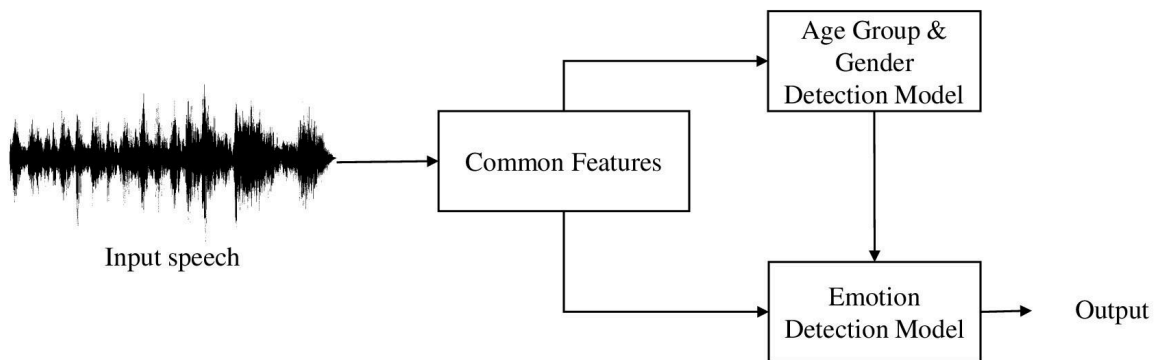 Input speech
Common Features
Age Group &
Gender
Detection Model
Emotion
Detection Model
Output